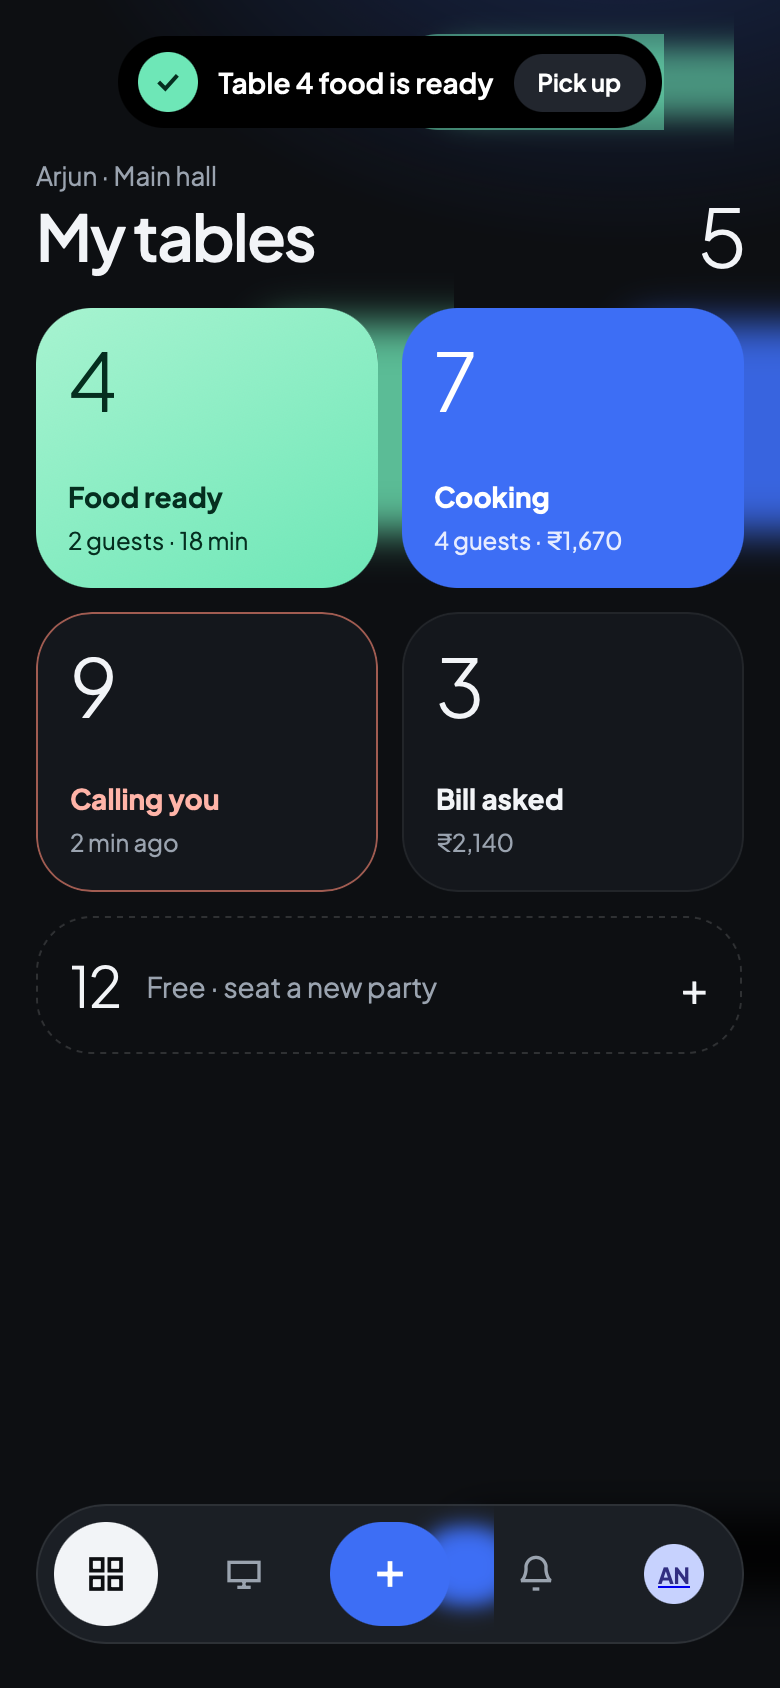 Table 4 food is ready
Pick up
Arjun · Main hall
My tables
5
4
Food ready
2 guests · 18 min
7
Cooking
4 guests · ₹1,670
9
Calling you
2 min ago
3
Bill asked
₹2,140
12
Free · seat a new party
+
+
AN